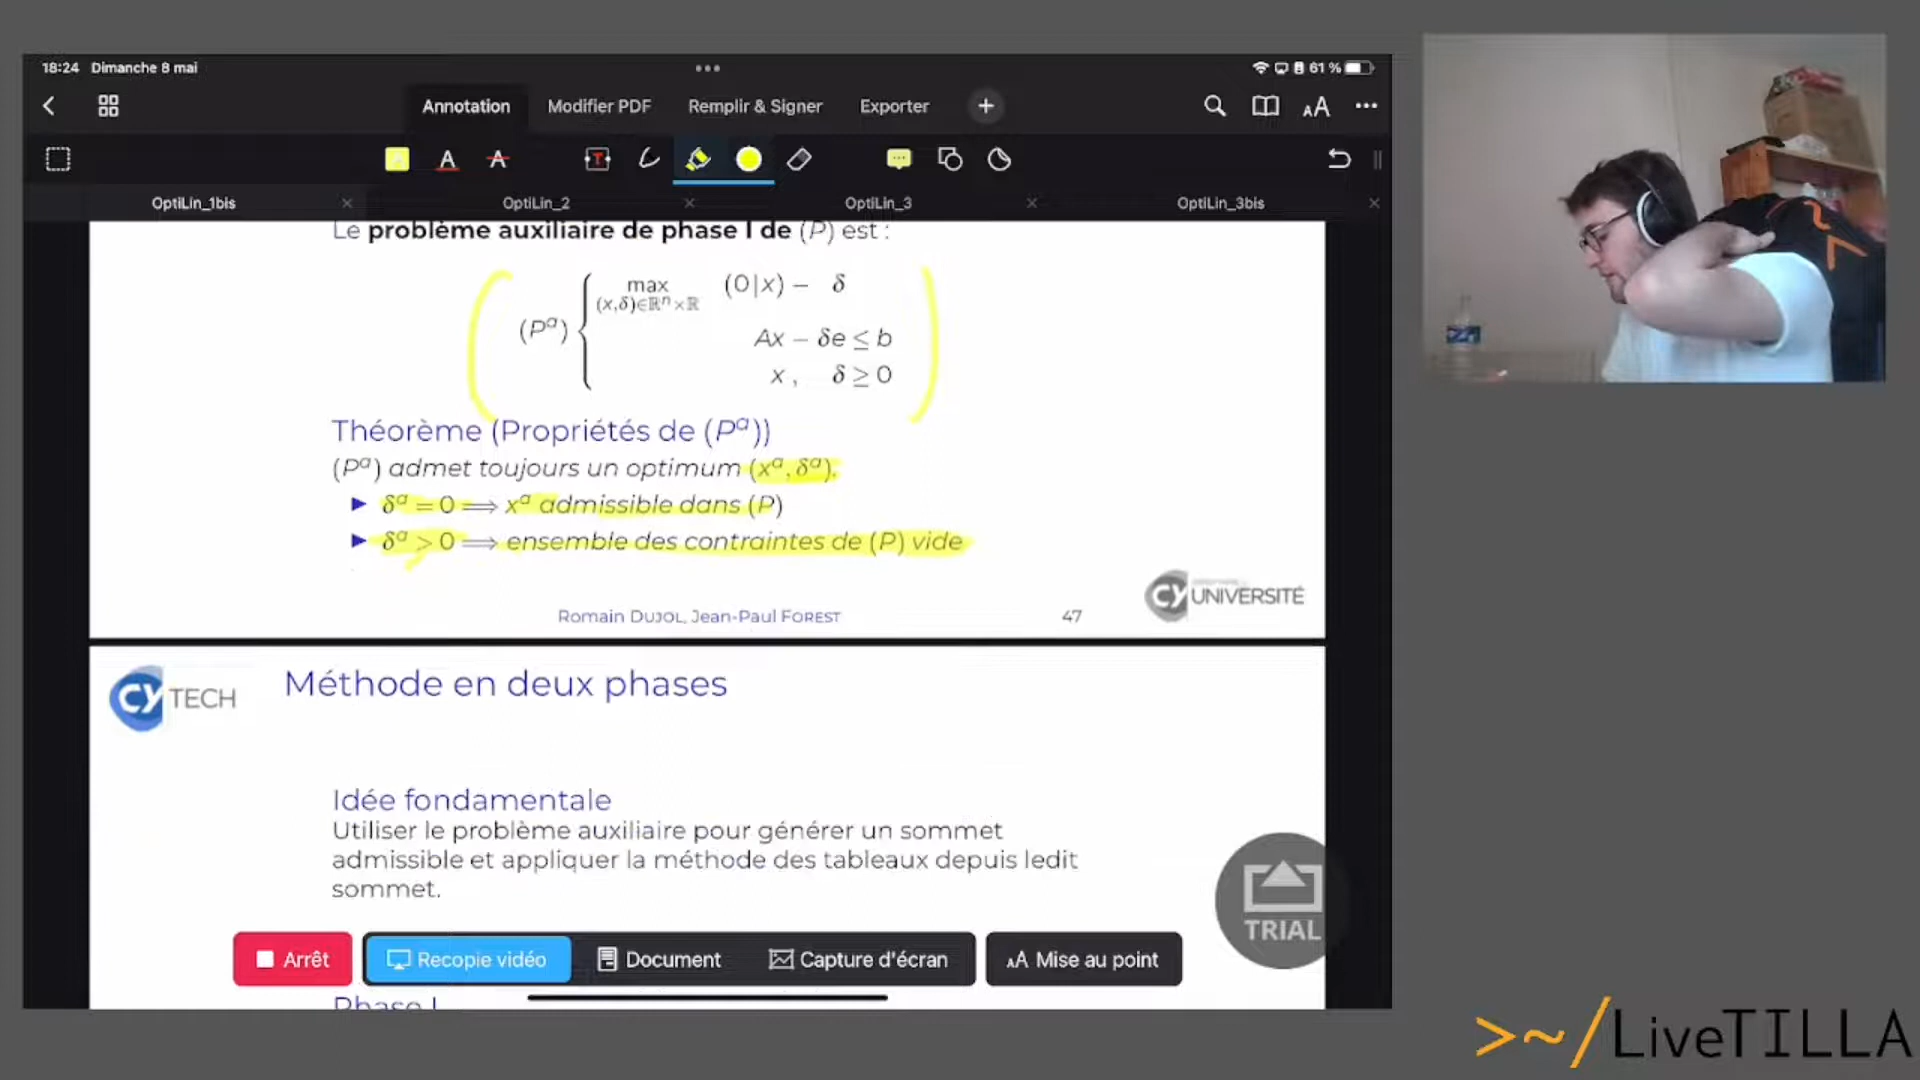 18:24 Dimanche 8 mai
61 %
Annotation
Modifier PDF
Remplir & Signer
Exporter
AA
A
A
T
OptiLin_1bis
OptiLin_2
OptiLin_3
OptiLin_3bis
Le problème auxiliaire de phase I de (P) est :
max (0|x) − δ
(x,δ)∈ℝⁿ×ℝ
(Pᵃ)
Ax − δe ≤ b
x , δ ≥ 0
Théorème (Propriétés de (Pᵃ))
(Pᵃ) admet toujours un optimum (xᵃ, δᵃ).
► δᵃ = 0 ⟹ xᵃ admissible dans (P)
► δᵃ > 0 ⟹ ensemble des contraintes de (P) vide
CY UNIVERSITÉ
Romain DUJOL, Jean-Paul FOREST
47
CY TECH
Méthode en deux phases
Idée fondamentale
Utiliser le problème auxiliaire pour générer un sommet
admissible et appliquer la méthode des tableaux depuis ledit
sommet.
TRIAL
Arrêt
Recopie vidéo
Document
Capture d'écran
AA Mise au point
Phase I
>~/LiveTILLA